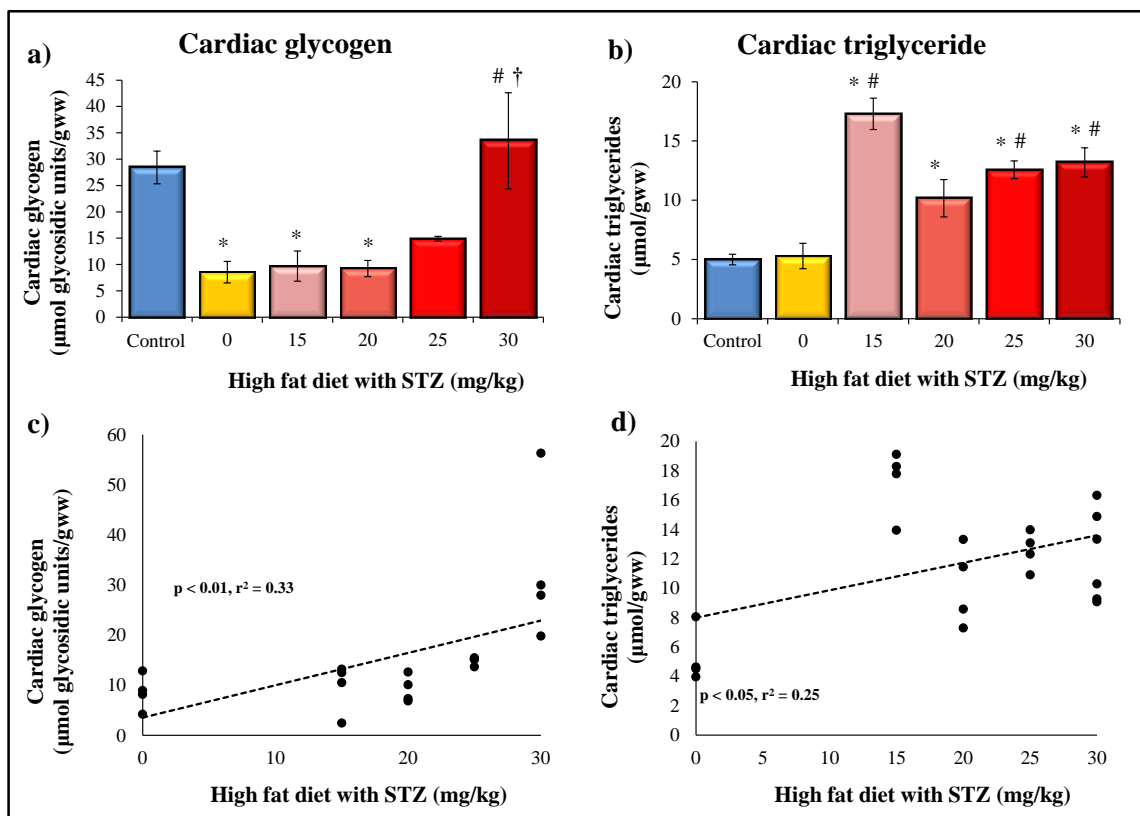 a)
Cardiac glycogen
Cardiac glycogen
(µmol glycosidic units/gww)
45
40
35
30
25
20
15
10
5
0
*
*
*
# †
Control 0 15 20 25 30
High fat diet with STZ (mg/kg)
b)
Cardiac triglyceride
Cardiac triglycerides
(µmol/gww)
20
15
10
5
0
* #
*
* #
* #
Control 0 15 20 25 30
High fat diet with STZ (mg/kg)
c)
Cardiac glycogen
(µmol glycosidic units/gww)
60
50
40
30
20
10
0
p < 0.01, r² = 0.33
0 10 20 30
High fat diet with STZ (mg/kg)
d)
Cardiac triglycerides
(µmol/gww)
20
18
16
14
12
10
8
6
4
2
0
p < 0.05, r² = 0.25
0 5 10 15 20 25 30
High fat diet with STZ (mg/kg)